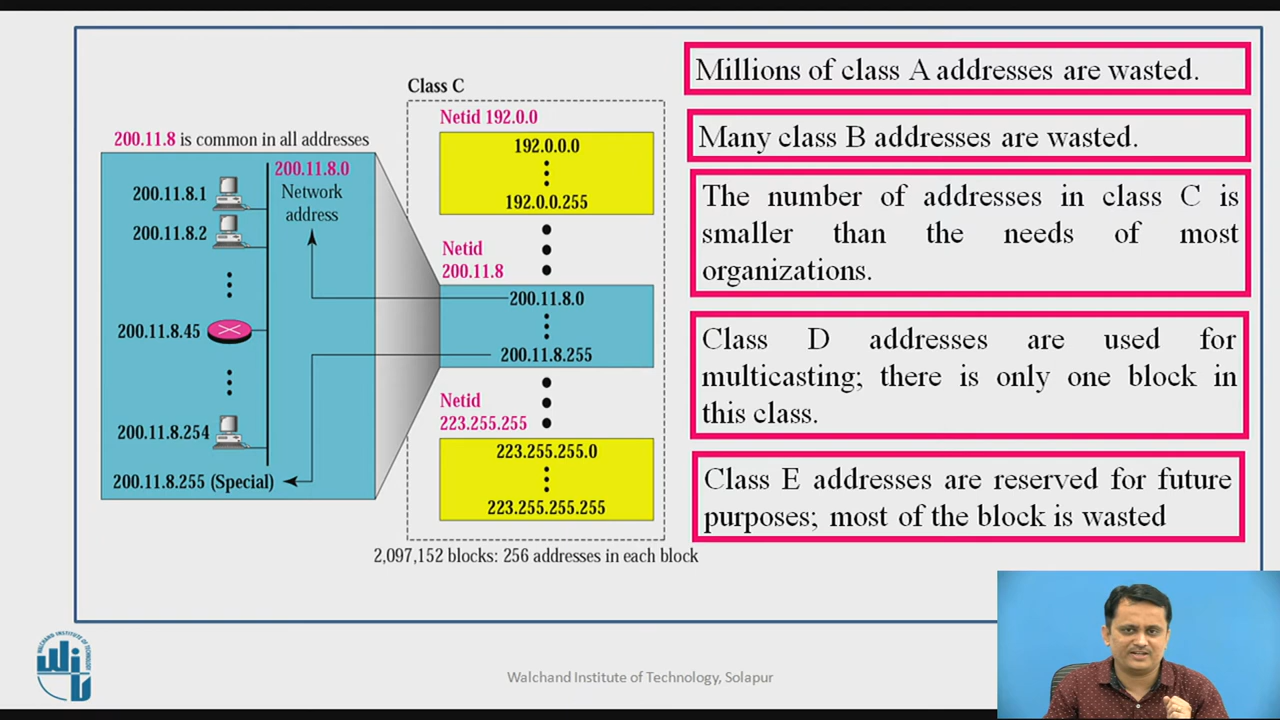 Class C
200.11.8 is common in all addresses
200.11.8.1
200.11.8.2
200.11.8.45
200.11.8.254
200.11.8.255 (Special)
200.11.8.0
Network
address
Netid 192.0.0
192.0.0.0
192.0.0.255
Netid
200.11.8
200.11.8.0
200.11.8.255
Netid
223.255.255
223.255.255.0
223.255.255.255
2,097,152 blocks: 256 addresses in each block
Millions of class A addresses are wasted.
Many class B addresses are wasted.
The number of addresses in class C is
smaller than the needs of most
organizations.
Class D addresses are used for
multicasting; there is only one block in
this class.
Class E addresses are reserved for future
purposes; most of the block is wasted
WALCHAND INSTITUTE OF TECHNOLOGY
WIT
Walchand Institute of Technology, Solapur